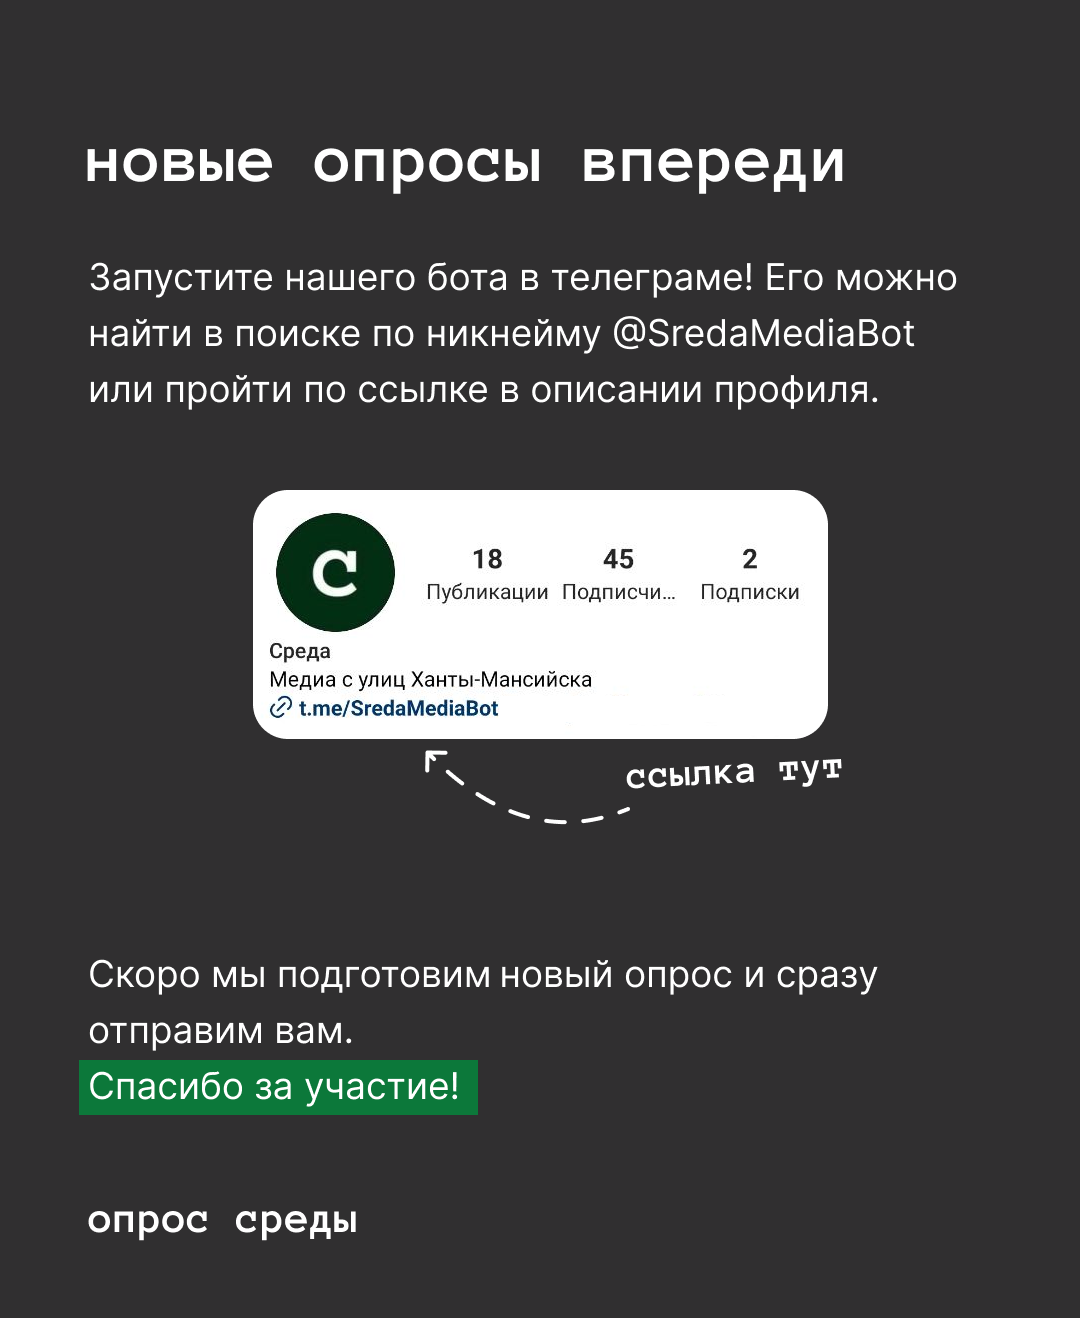 новые опросы впереди
Запустите нашего бота в телеграме! Его можно
найти в поиске по никнейму @SredaMediaBot
или пройти по ссылке в описании профиля.
С
18 45 2
Публикации Подписчи... Подписки
Среда
Медиа с улиц Ханты-Мансийска
t.me/SredaMediaBot
ссылка тут
Скоро мы подготовим новый опрос и сразу
отправим вам.
Спасибо за участие!
опрос среды